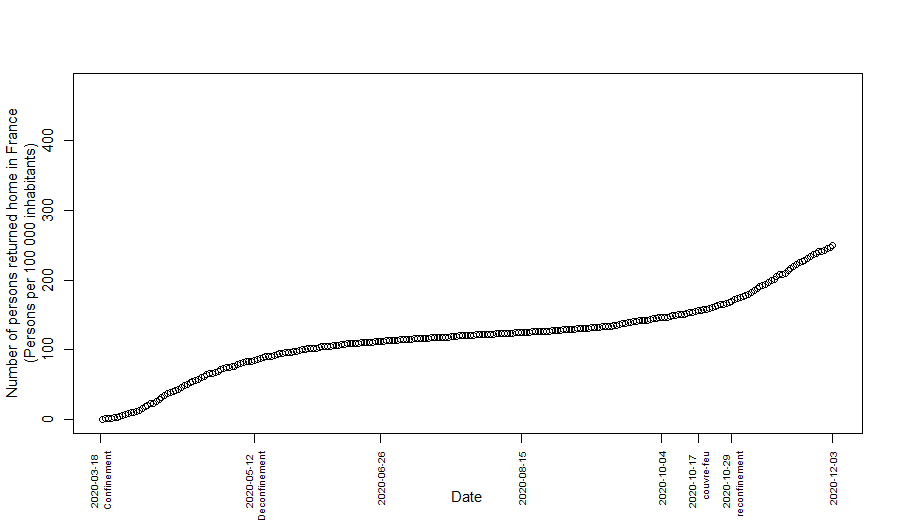 Number of persons returned home in France
(Persons per 100 000 inhabitants)
400
300
200
100
0
2020-03-18
Confinement
2020-05-12
Deconfinement
2020-06-26
2020-08-15
2020-10-04
2020-10-17
couvre-feu
2020-10-29
reconfinement
2020-12-03
Date